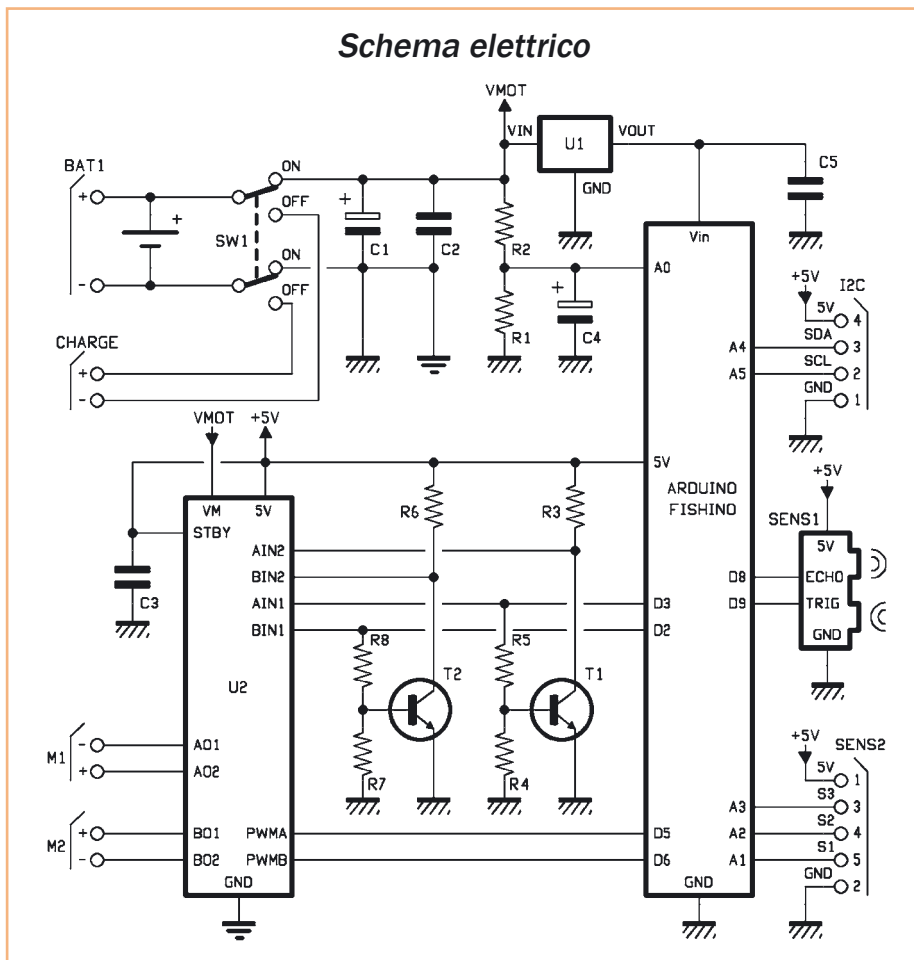 Schema elettrico
VMOT
VIN
U1
VOUT
GND
C5
BAT1
+
-
+
ON
OFF
SW1
ON
OFF
+
C1
C2
R2
R1
+
C4
CHARGE
+
-
Vin
A0
A4
A5
5V
ARDUINO
FISHINO
D8
D9
D3
D2
D5
D6
A3
A2
A1
GND
+5V
I2C
5V 4
SDA 3
SCL 2
GND 1
+5V
SENS1
5V
ECHO
TRIG
GND
+5V
SENS2
5V 1
S3 3
S2 4
S1 5
GND 2
VMOT
+5V
VM
5V
STBY
AIN2
BIN2
AIN1
BIN1
C3
U2
R6
R3
R8
R5
T2
T1
R7
R4
M1
-
+
AO1
AO2
M2
+
-
BO1
BO2
PWMA
PWMB
GND